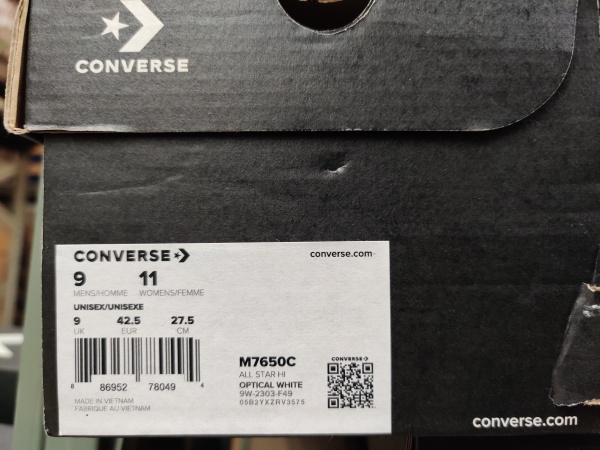 CONVERSE
CONVERSE
converse.com
9 11
MENS/HOMME WOMENS/FEMME
UNISEX/UNISEXE
9 42.5 27.5
UK EUR CM
8 86952 78049 4
MADE IN VIETNAM
FABRIQUE AU VIETNAM
M7650C
ALL STAR HI
OPTICAL WHITE
9W-2303-F49
05B2YXZRV3575
CONVERSE
converse.com